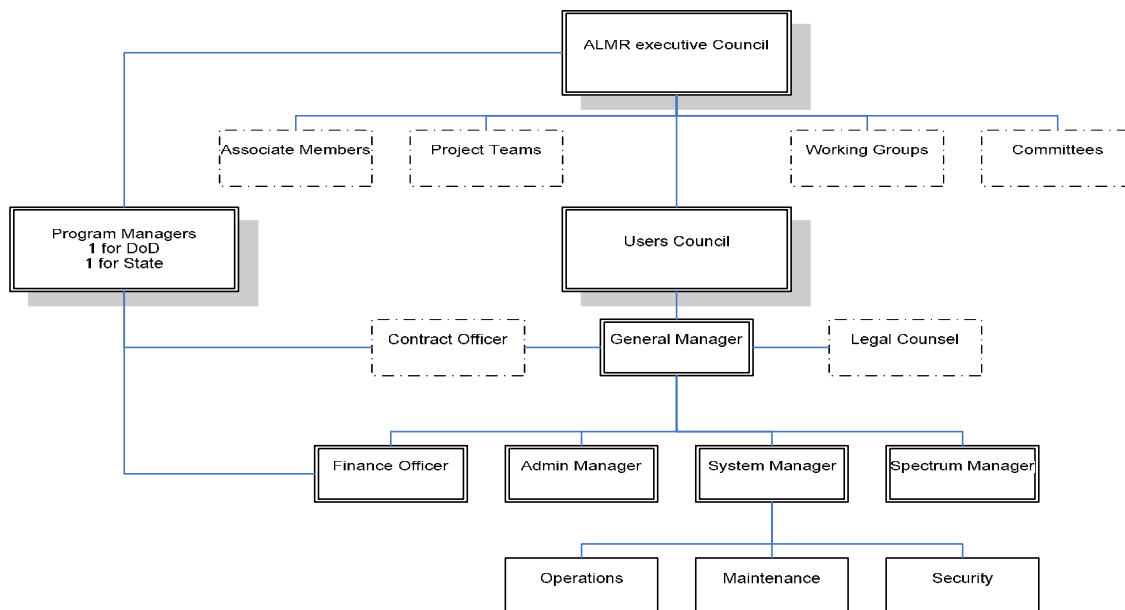 ALMR executive Council
Associate Members
Project Teams
Working Groups
Committees
Program Managers
1 for DoD
1 for State
Users Council
Contract Officer
General Manager
Legal Counsel
Finance Officer
Admin Manager
System Manager
Spectrum Manager
Operations
Maintenance
Security